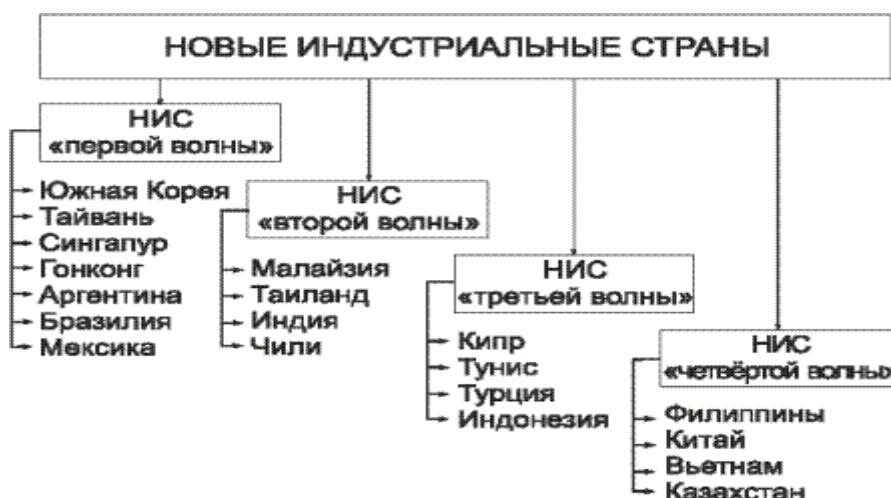 НОВЫЕ ИНДУСТРИАЛЬНЫЕ СТРАНЫ
НИС
«первой волны»
Южная Корея
Тайвань
Сингапур
Гонконг
Аргентина
Бразилия
Мексика
НИС
«второй волны»
Малайзия
Таиланд
Индия
Чили
НИС
«третьей волны»
Кипр
Тунис
Турция
Индонезия
НИС
«четвёртой волны»
Филиппины
Китай
Вьетнам
Казахстан